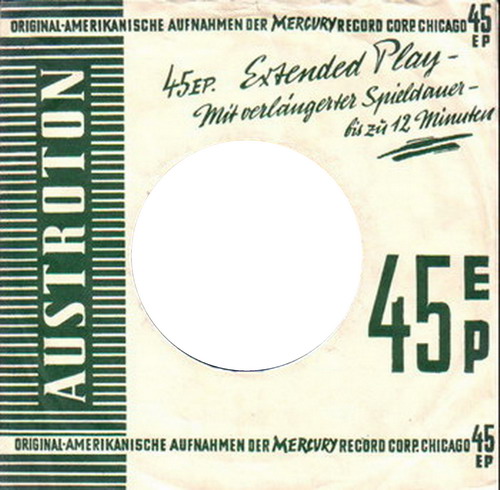 ORIGINAL-AMERIKANISCHE AUFNAHMEN DER MERCURY RECORD CORP. CHICAGO 45 EP
45 EP. Extended Play -
Mit verlängerter Spieldauer -
bis zu 12 Minuten
AUSTROTON
45 EP
ORIGINAL-AMERIKANISCHE AUFNAHMEN DER MERCURY RECORD CORP. CHICAGO 45 EP